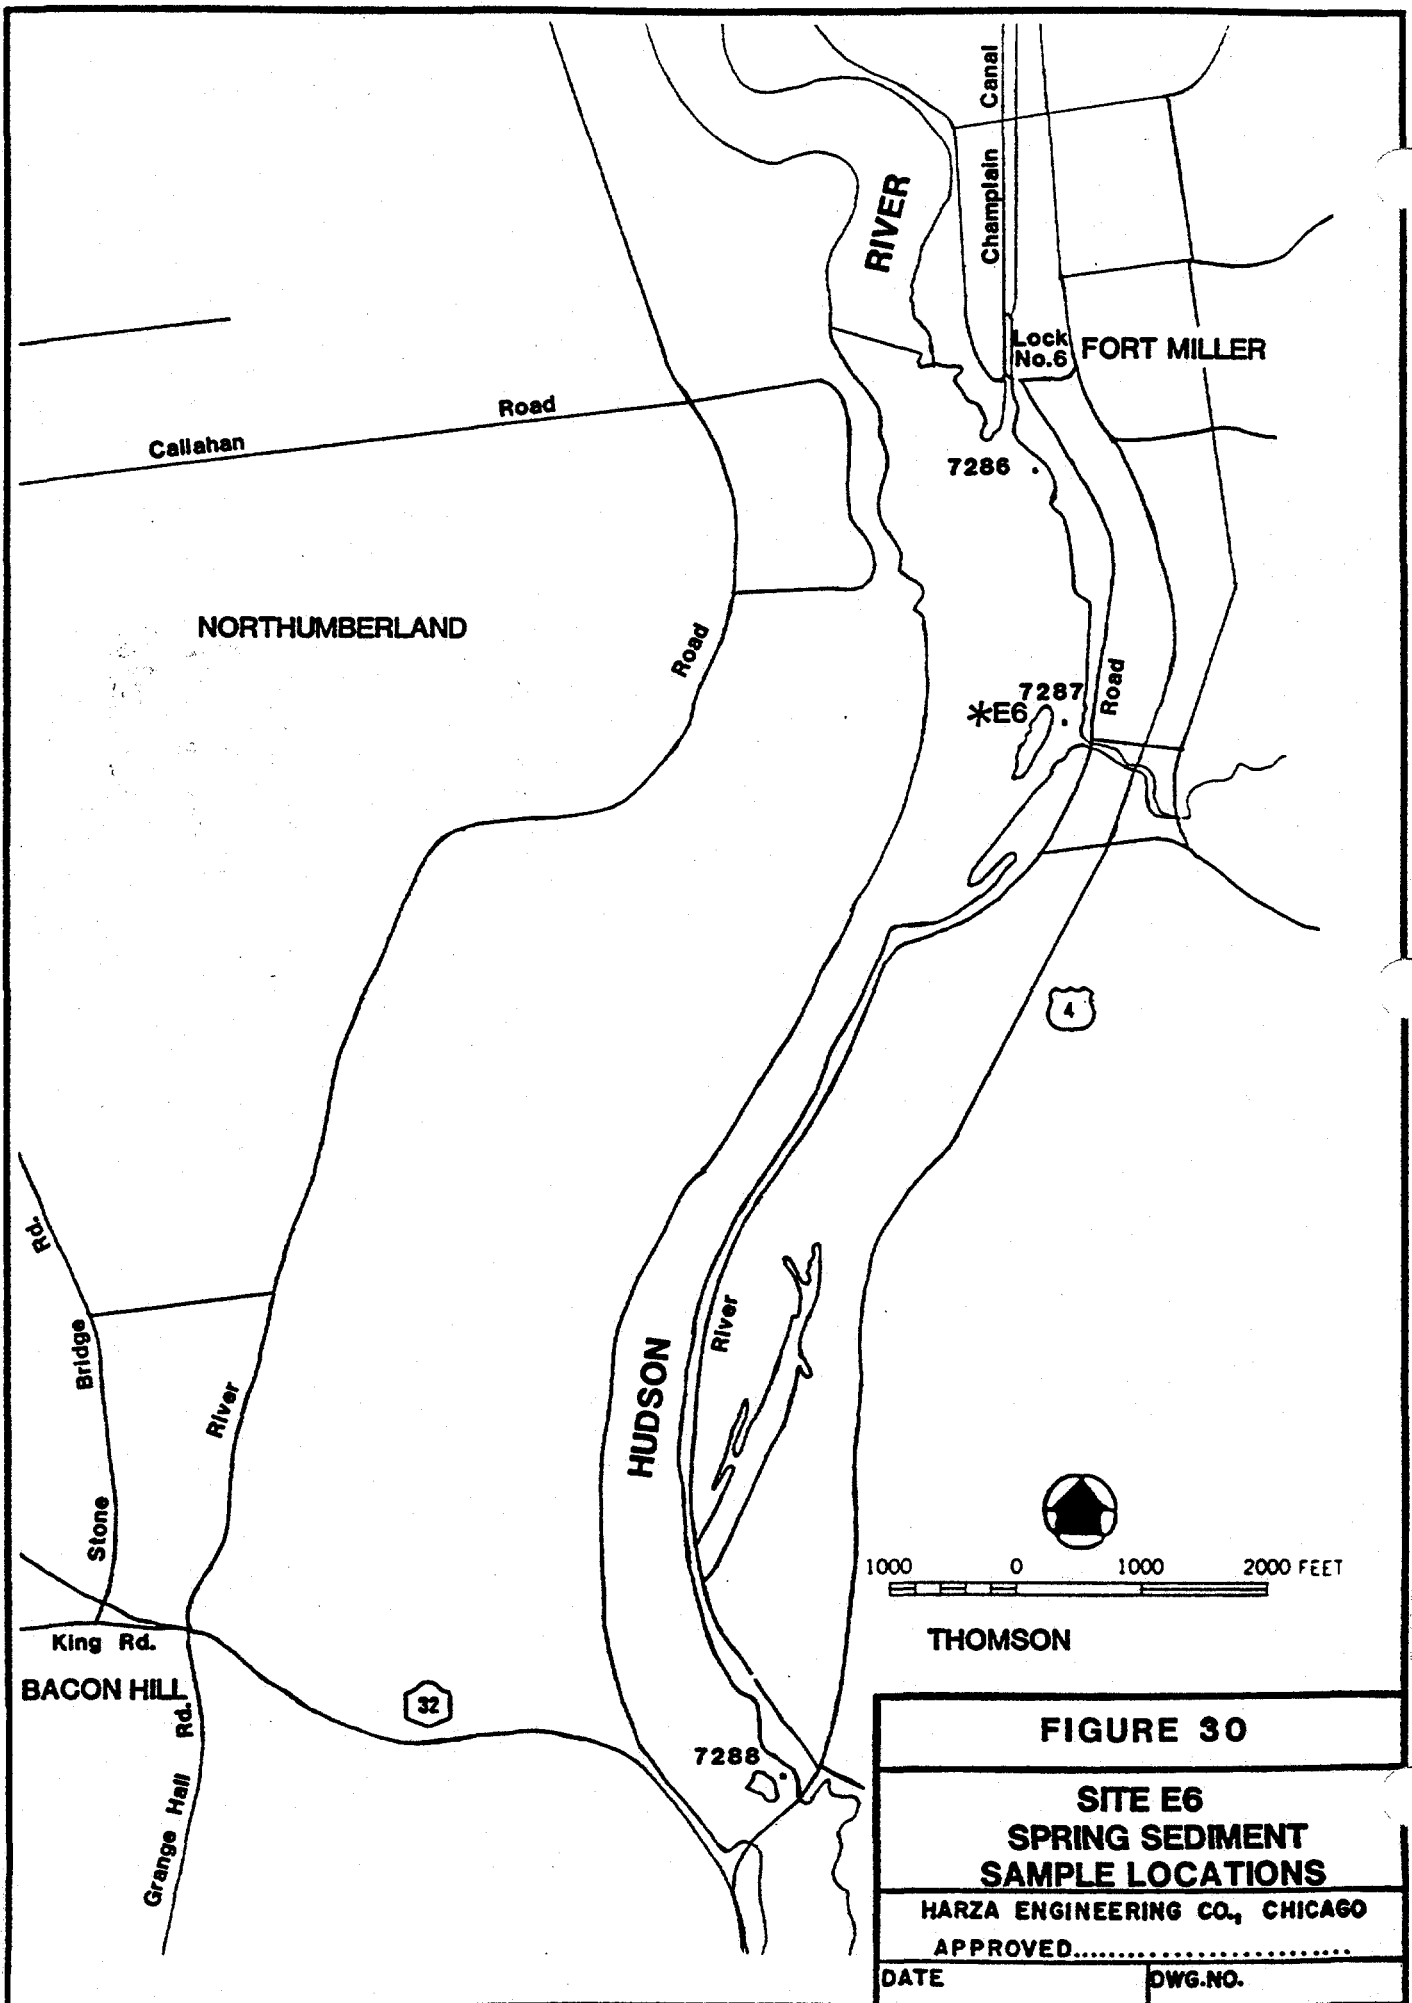 Champlain Canal
RIVER
Lock
No.6
FORT MILLER
Callahan Road
7286
NORTHUMBERLAND
Road
7287
*E6
Road
4
Rd.
Bridge
Stone
River
HUDSON
River
1000 0 1000 2000 FEET
King Rd.
THOMSON
BACON HILL
32
Grange Hall Rd.
7288
FIGURE 30
SITE E6
SPRING SEDIMENT
SAMPLE LOCATIONS
HARZA ENGINEERING CO., CHICAGO
APPROVED..........................
DATE
DWG.NO.